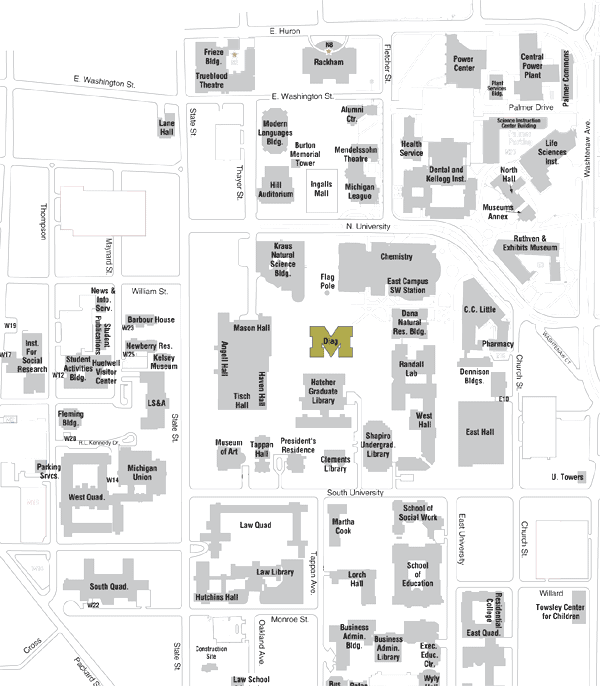 E. Huron
Frieze
Bldg.
Trueblood
Theatre
N8
Rackham
Fletcher St.
Power
Center
Central
Power
Plant
Plant
Services
Bldg.
Palmer Commons
E. Washington St.
E. Washington St.
Palmer Drive
Lane
Hall
State St
Thayer St.
Modern
Languages
Bldg.
Alumni
Ctr.
Burton
Memorial
Tower
Mendelssohn
Theatre
Health
Service
Science Instruction
Center Building
Life
Sciences
Inst.
Washtenaw Ave.
Hill
Auditorium
Ingalls
Mall
Michigan
League
Dental and
Kellogg Inst.
North
Hall
Museums
Annex
Thompson
Maynard St.
N. University
Ruthven &
Exhibits Museum
Kraus
Natural
Science
Bldg.
Flag
Pole
Chemistry
East Campus
SW Station
William St.
News &
Info.
Serv.
Student
Publications
Barbour House
W23
Newberry Res.
W25
Kelsey
Museum
W19
W17
Inst.
For
Social
Research
W12
Student
Activities
Bldg.
Huetwell
Visitor
Center
Mason Hall
Angell Hall
Haven Hall
Tisch
Hall
M
Diag
Dana
Natural
Res. Bldg.
C.C. Little
Pharmacy
WASHTENAW CT
Randall
Lab
Dennison
Bldgs.
Church St.
E10
LS&A
State St.
Hatcher
Graduate
Library
West
Hall
East Hall
Fleming
Bldg.
W28
R.L. Kennedy Dr.
Museum
of Art
Tappan
Hall
President's
Residence
Clements
Library
Shapiro
Undergrad.
Library
Parking
Srvcs.
West Quad.
W14
Michigan
Union
U. Towers
South University
Law Quad
Martha
Cook
School of
Social Work
East University
Church St.
Law Library
Hutchins Hall
Tappan Ave.
Lorch
Hall
School
of
Education
South Quad.
W22
Willard
Towsley Center
for Children
Residential
College
East Quad.
Monroe St.
Oakland Ave.
Construction
Site
Law School
Business
Admin.
Bldg.
Business
Admin.
Library
Exec.
Educ.
Ctr.
Wyly
Cross
Packard St.
State St.
Bus.